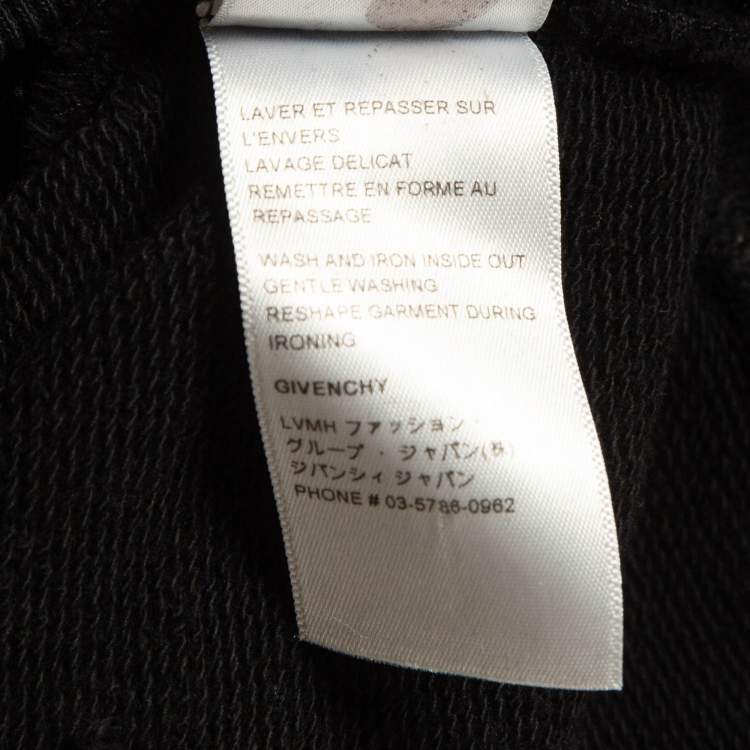 LAVER ET REPASSER SUR
L'ENVERS
LAVAGE DELICAT
REMETTRE EN FORME AU
REPASSAGE
WASH AND IRON INSIDE OUT
GENTLE WASHING
RESHAPE GARMENT DURING
IRONING
GIVENCHY
LVMH ファッション・
グループ・ジャパン(株)
ジバンシィ ジャパン
PHONE # 03-5786-0962